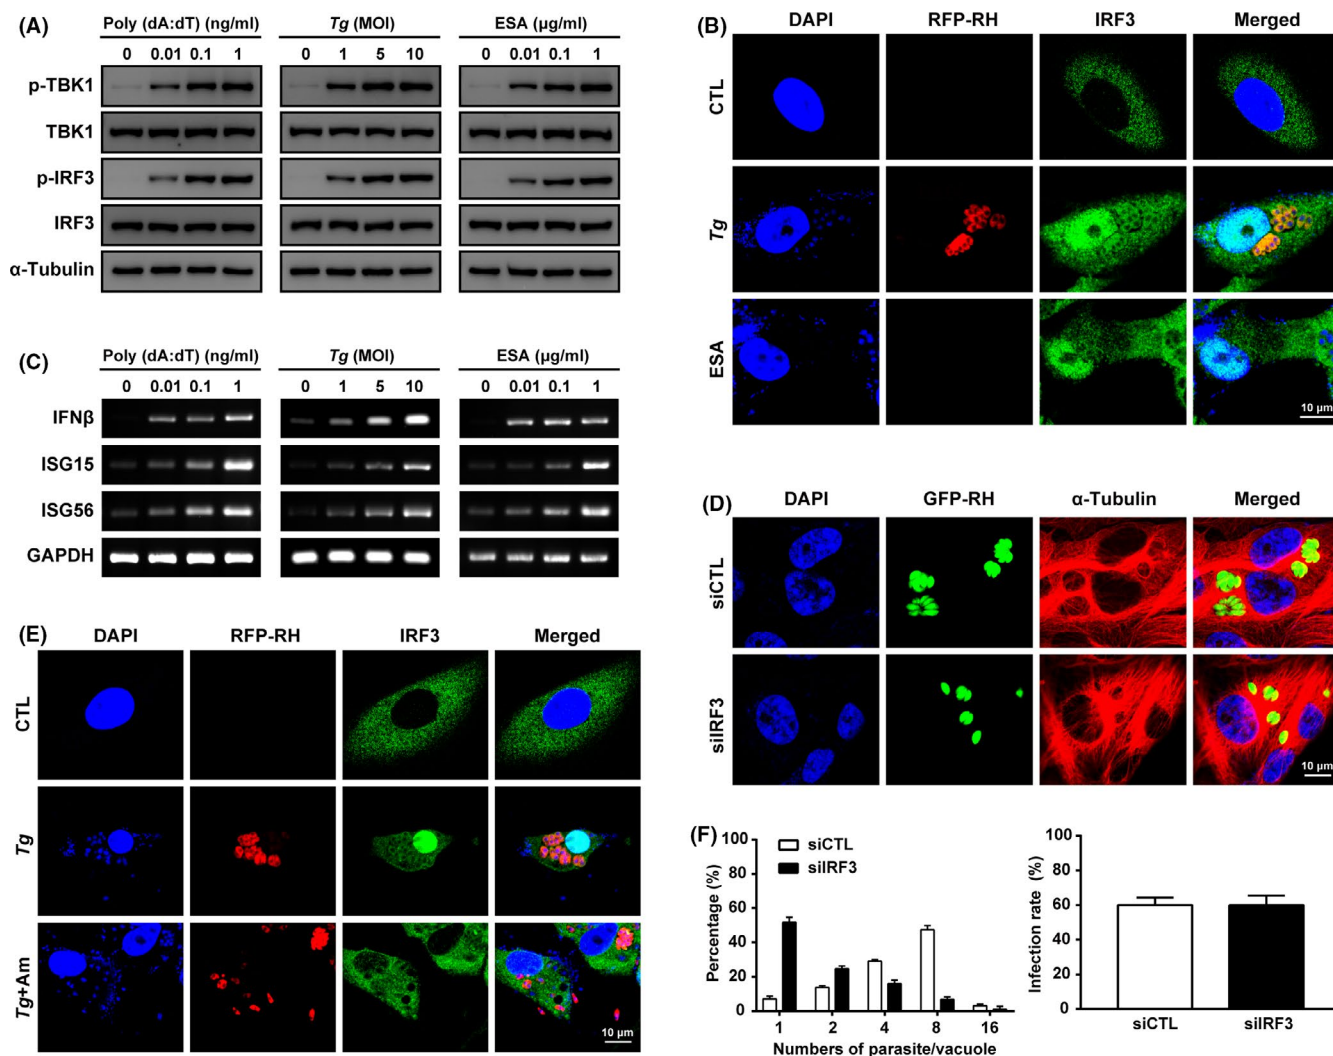 (A)
Poly (dA:dT) (ng/ml)
Tg (MOI)
ESA (µg/ml)
0 0.01 0.1 1
0 1 5 10
0 0.01 0.1 1
p-TBK1
TBK1
p-IRF3
IRF3
α-Tubulin
(B)
DAPI RFP-RH IRF3 Merged
CTL
Tg
ESA
10 µm
(C)
Poly (dA:dT) (ng/ml)
Tg (MOI)
ESA (µg/ml)
0 0.01 0.1 1
0 1 5 10
0 0.01 0.1 1
IFNβ
ISG15
ISG56
GAPDH
(D)
DAPI GFP-RH α-Tubulin Merged
siCTL
siIRF3
10 µm
(E)
DAPI RFP-RH IRF3 Merged
CTL
Tg
Tg+Am
10 µm
(F)
Percentage (%)
100
80
60
40
20
0
siCTL
siIRF3
1 2 4 8 16
Numbers of parasite/vacuole
Infection rate (%)
100
80
60
40
20
0
siCTL siIRF3